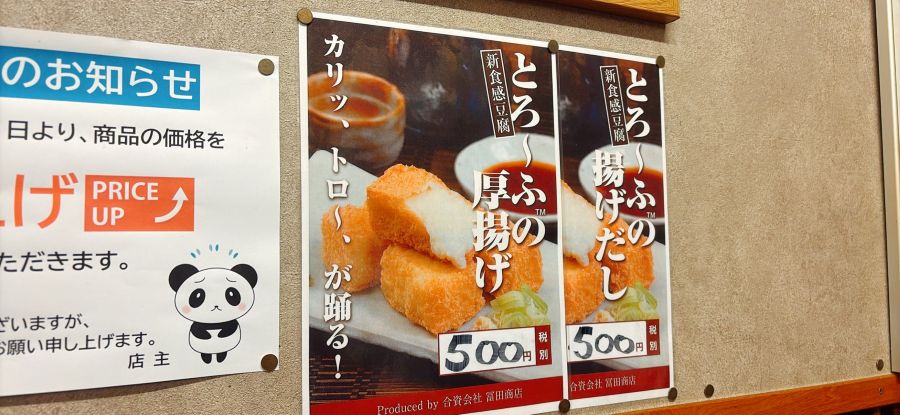 のお知らせ
日より、商品の価格を
上げ
PRICE
UP
ただきます。
ざいますが、
お願い申し上げます。
店主
カリッ、トロ〜、が踊る!
新食感豆腐
とろ〜ふの™
厚揚げ
500円
税別
Produced by 合資会社 冨田商店
新食感豆腐
とろ〜ふの™
揚げだし
500円
税別
合資会社 冨田商店